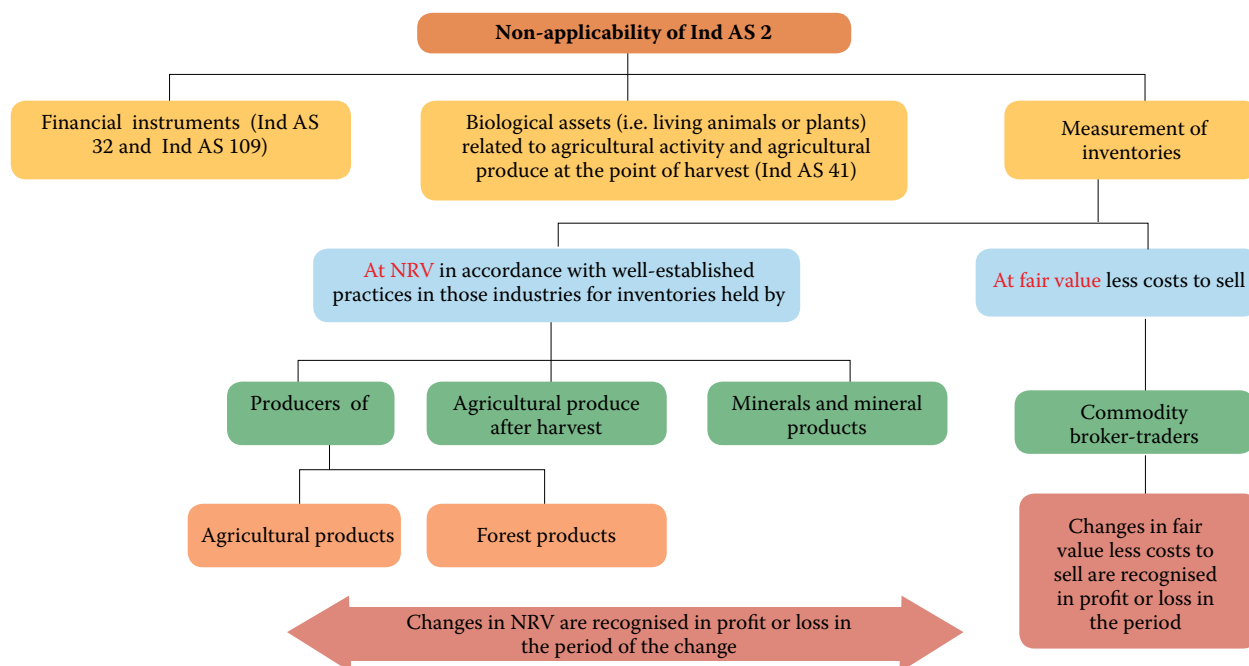 Non-applicability of Ind AS 2
Financial instruments (Ind AS
32 and Ind AS 109)
Biological assets (i.e. living animals or plants)
related to agricultural activity and agricultural
produce at the point of harvest (Ind AS 41)
Measurement of
inventories
At NRV in accordance with well-established
practices in those industries for inventories held by
At fair value less costs to sell
Producers of
Agricultural produce
after harvest
Minerals and mineral
products
Commodity
broker-traders
Agricultural products
Forest products
Changes in fair
value less costs to
sell are recognised
in profit or loss in
the period
Changes in NRV are recognised in profit or loss in
the period of the change